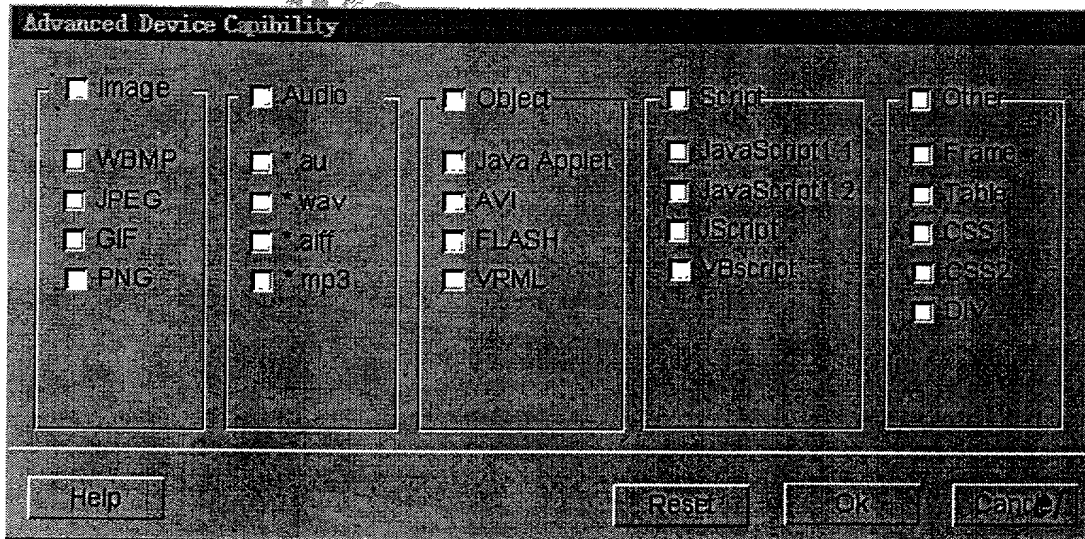 Advanced Device Capibility
Image
WBMP
JPEG
GIF
PNG
Audio
*.au
*.wav
*.aiff
*.mp3
Object
Java Applet
AVI
FLASH
VRML
Script
JavaScript1.1
JavaScript1.2
JScript
VBscript
Other
Frame
Table
CSS1
CSS2
DIV
Help
Reset
Ok
Cancel